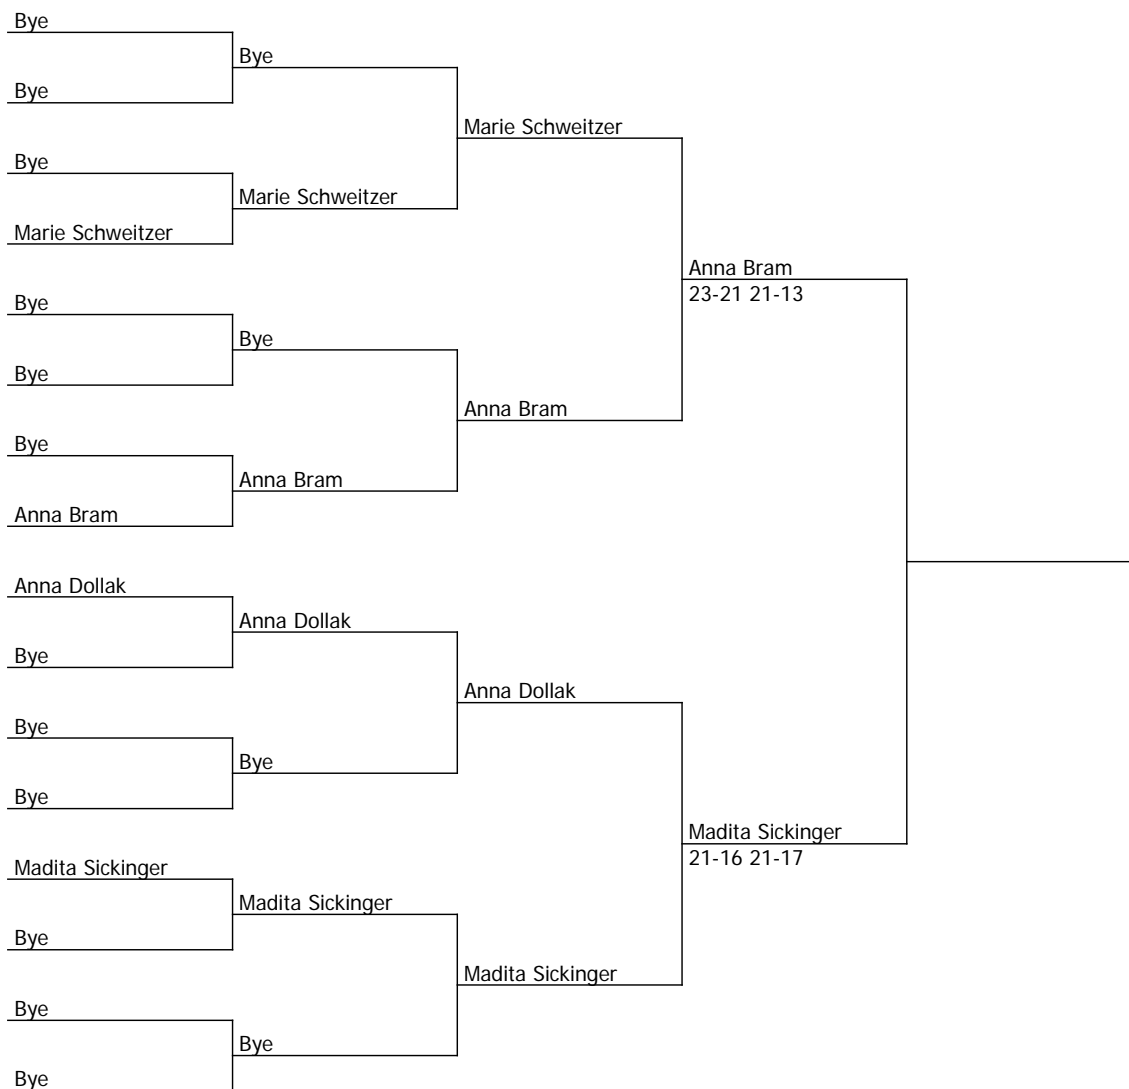 Bye
Bye
Bye
Marie Schweitzer
Bye
Bye
Bye
Anna Bram
Anna Dollak
Bye
Bye
Bye
Madita Sickinger
Bye
Bye
Bye
Bye
Marie Schweitzer
Bye
Anna Bram
Anna Dollak
Bye
Madita Sickinger
Bye
Marie Schweitzer
Anna Bram
Anna Dollak
Madita Sickinger
Anna Bram
23-21 21-13
Madita Sickinger
21-16 21-17